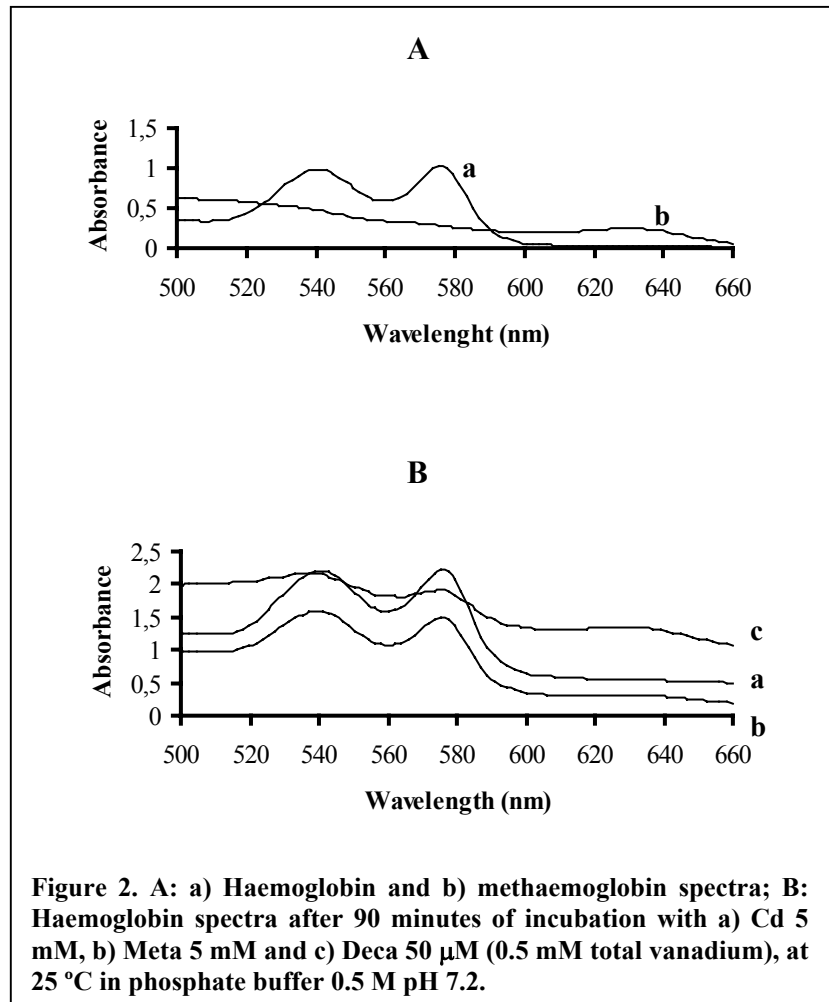 A
1,5
1
0,5
0
Absorbance
a
b
500 520 540 560 580 600 620 640 660
Wavelenght (nm)
B
2,5
2
1,5
1
0,5
0
Absorbance
c
a
b
500 520 540 560 580 600 620 640 660
Wavelength (nm)
Figure 2. A: a) Haemoglobin and b) methaemoglobin spectra; B:
Haemoglobin spectra after 90 minutes of incubation with a) Cd 5
mM, b) Meta 5 mM and c) Deca 50 μM (0.5 mM total vanadium), at
25 ºC in phosphate buffer 0.5 M pH 7.2.